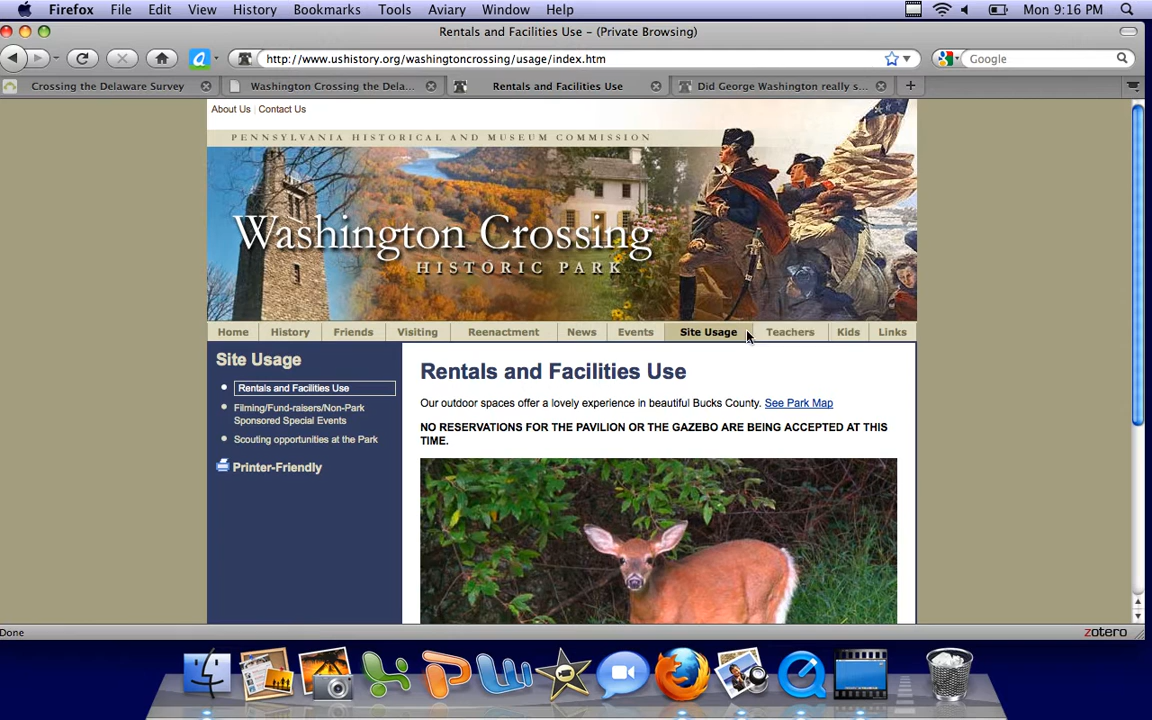 Firefox File Edit View History Bookmarks Tools Aviary Window Help Mon 9:16 PM
Rentals and Facilities Use – (Private Browsing)
http://www.ushistory.org/washingtoncrossing/usage/index.htm Google
Crossing the Delaware Survey Washington Crossing the Dela... Rentals and Facilities Use Did George Washington really s...
About Us | Contact Us
PENNSYLVANIA HISTORICAL AND MUSEUM COMMISSION
Washington Crossing
HISTORIC PARK
Home History Friends Visiting Reenactment News Events Site Usage Teachers Kids Links
Site Usage
Rentals and Facilities Use
Filming/Fund-raisers/Non-Park
Sponsored Special Events
Scouting opportunities at the Park
Printer-Friendly
Rentals and Facilities Use
Our outdoor spaces offer a lovely experience in beautiful Bucks County. See Park Map
NO RESERVATIONS FOR THE PAVILION OR THE GAZEBO ARE BEING ACCEPTED AT THIS
TIME.
Done zotero